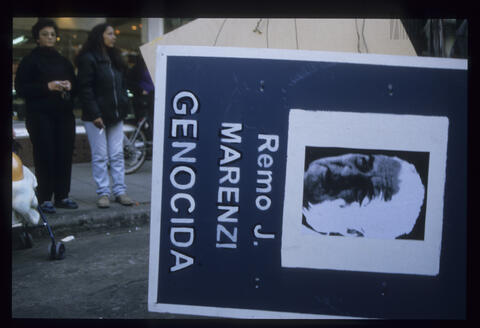 Remo J.
MARENZI
GENOCIDA